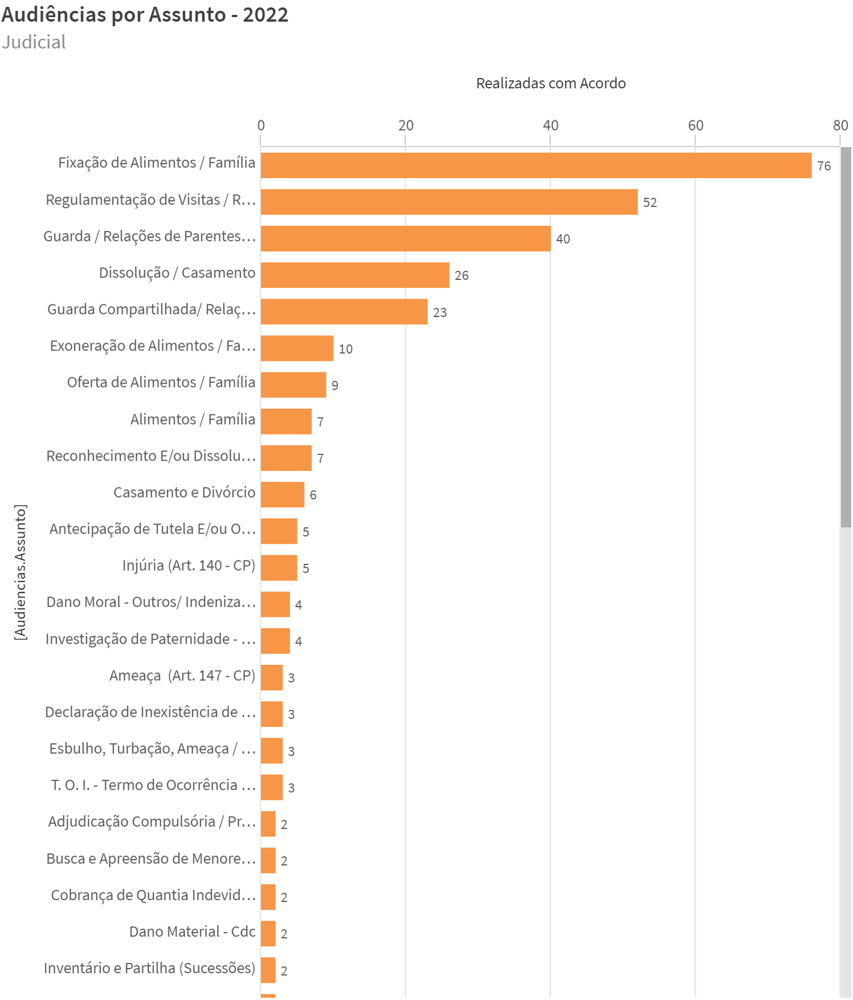 Audiências por Assunto - 2022
Judicial
Realizadas com Acordo
0 20 40 60 80
Fixação de Alimentos / Família 76
Regulamentação de Visitas / R… 52
Guarda / Relações de Parentes… 40
Dissolução / Casamento 26
Guarda Compartilhada/ Relaç… 23
Exoneração de Alimentos / Fa… 10
Oferta de Alimentos / Família 9
Alimentos / Família 7
Reconhecimento E/ou Dissolu… 7
Casamento e Divórcio 6
Antecipação de Tutela E/ou O… 5
Injúria (Art. 140 - CP) 5
Dano Moral - Outros/ Indeniza… 4
Investigação de Paternidade - … 4
Ameaça  (Art. 147 - CP) 3
Declaração de Inexistência de … 3
Esbulho, Turbação, Ameaça / … 3
T. O. I. - Termo de Ocorrência … 3
Adjudicação Compulsória / Pr… 2
Busca e Apreensão de Menore… 2
Cobrança de Quantia Indevid… 2
Dano Material - Cdc 2
Inventário e Partilha (Sucessões) 2
[Audiencias.Assunto]